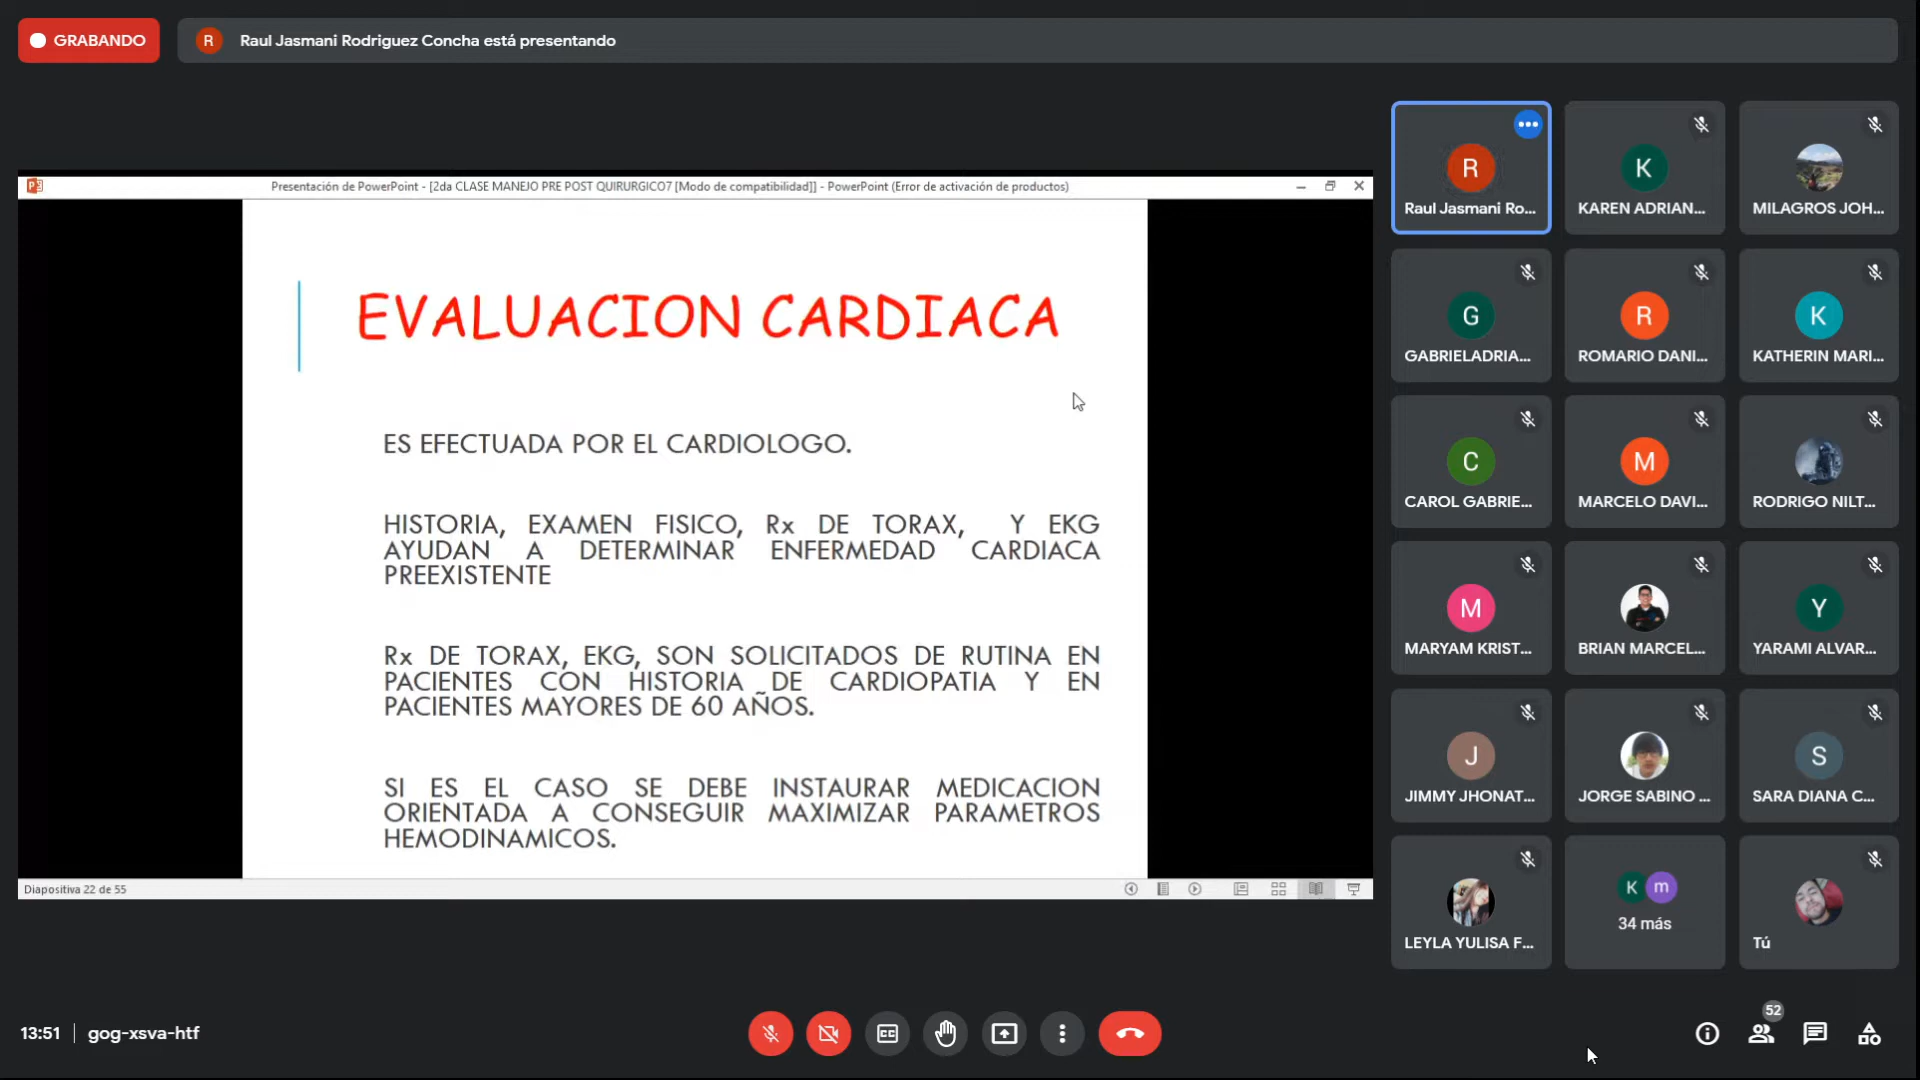 GRABANDO
R Raul Jasmani Rodriguez Concha está presentando
Presentación de PowerPoint - [2da CLASE MANEJO PRE POST QUIRURGICO7 [Modo de compatibilidad]] - PowerPoint (Error de activación de productos)
EVALUACION CARDIACA
ES EFECTUADA POR EL CARDIOLOGO.
HISTORIA, EXAMEN FISICO, Rx DE TORAX, Y EKG
AYUDAN A DETERMINAR ENFERMEDAD CARDIACA
PREEXISTENTE
Rx DE TORAX, EKG, SON SOLICITADOS DE RUTINA EN
PACIENTES CON HISTORIA DE CARDIOPATIA Y EN
PACIENTES MAYORES DE 60 AÑOS.
SI ES EL CASO SE DEBE INSTAURAR MEDICACION
ORIENTADA A CONSEGUIR MAXIMIZAR PARAMETROS
HEMODINAMICOS.
Diapositiva 22 de 55
R
Raul Jasmani Ro...
K
KAREN ADRIAN...
MILAGROS JOH...
G
GABRIELADRIA...
R
ROMARIO DANI...
K
KATHERIN MARI...
C
CAROL GABRIE...
M
MARCELO DAVI...
RODRIGO NILT...
M
MARYAM KRIST...
BRIAN MARCEL...
Y
YARAMI ALVAR...
J
JIMMY JHONAT...
JORGE SABINO ...
S
SARA DIANA C...
LEYLA YULISA F...
K m
34 más
Tú
13:51 | gog-xsva-htf
CC
52